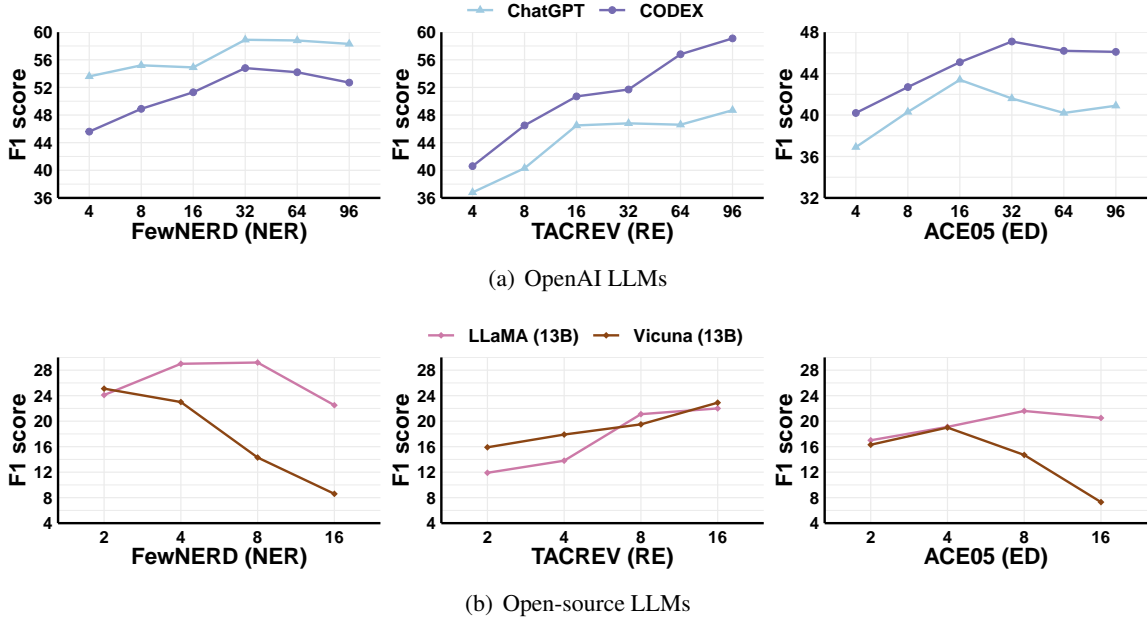 ChatGPT CODEX
F1 score F1 score F1 score
60 60 48
56 56 44
52 52 40
48 48 36
44 44 32
40 40
36 36
4 8 16 32 64 96 4 8 16 32 64 96 4 8 16 32 64 96
FewNERD (NER) TACREV (RE) ACE05 (ED)
(a) OpenAI LLMs
LLaMA (13B) Vicuna (13B)
F1 score F1 score F1 score
28 28 28
24 24 24
20 20 20
16 16 16
12 12 12
8 8 8
4 4 4
2 4 8 16 2 4 8 16 2 4 8 16
FewNERD (NER) TACREV (RE) ACE05 (ED)
(b) Open-source LLMs